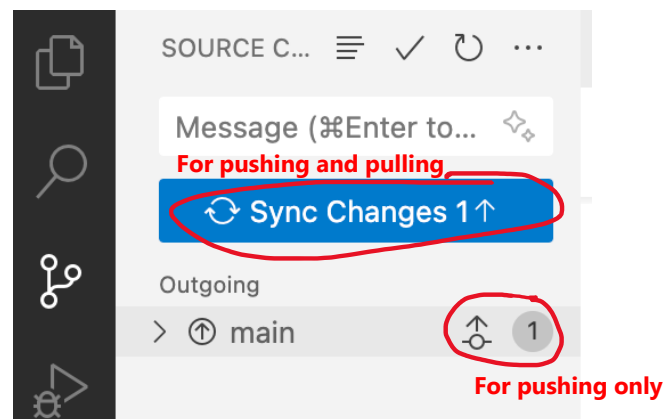 SOURCE C...
Message (⌘Enter to...
For pushing and pulling
Sync Changes 1↑
Outgoing
main 1
For pushing only